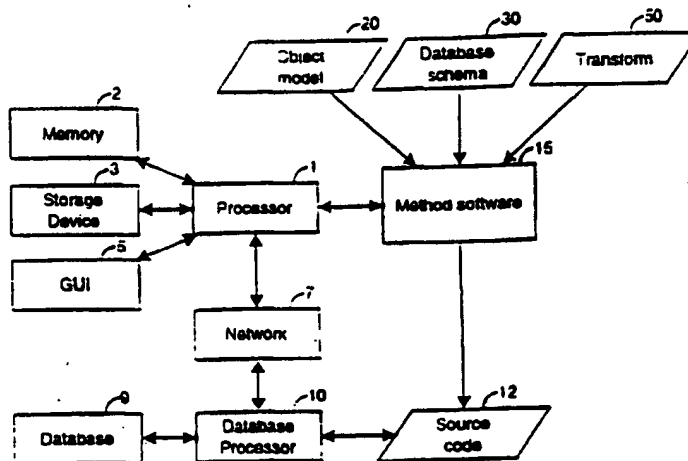 20
30
50
Object
model
Database
schema
Transform
2
Memory
15
3
1
Storage
Device
Processor
Method software
5
GUI
7
Network
9
10
12
Database
Database
Processor
Source
code